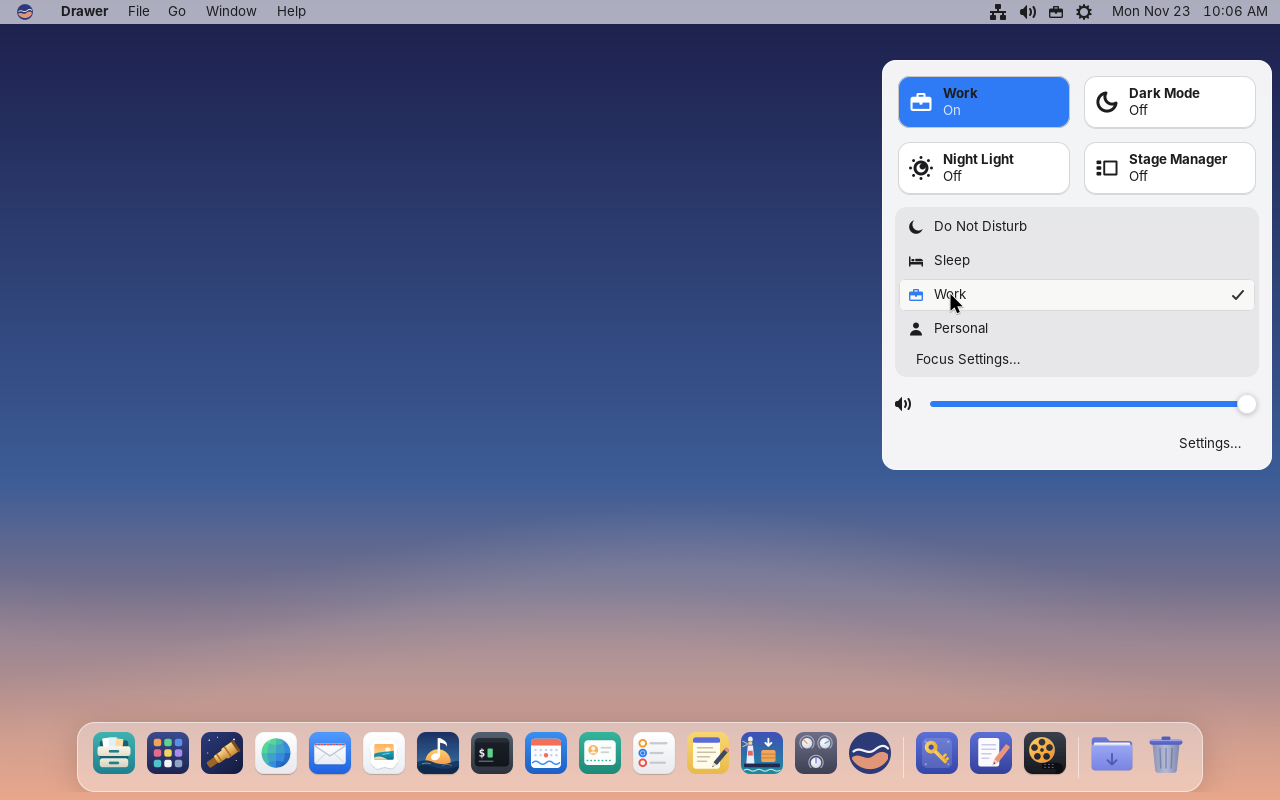 Drawer File Go Window Help Mon Nov 23 10:06 AM
Work
On
Dark Mode
Off
Night Light
Off
Stage Manager
Off
Do Not Disturb
Sleep
Work
Personal
Focus Settings...
Settings...
$